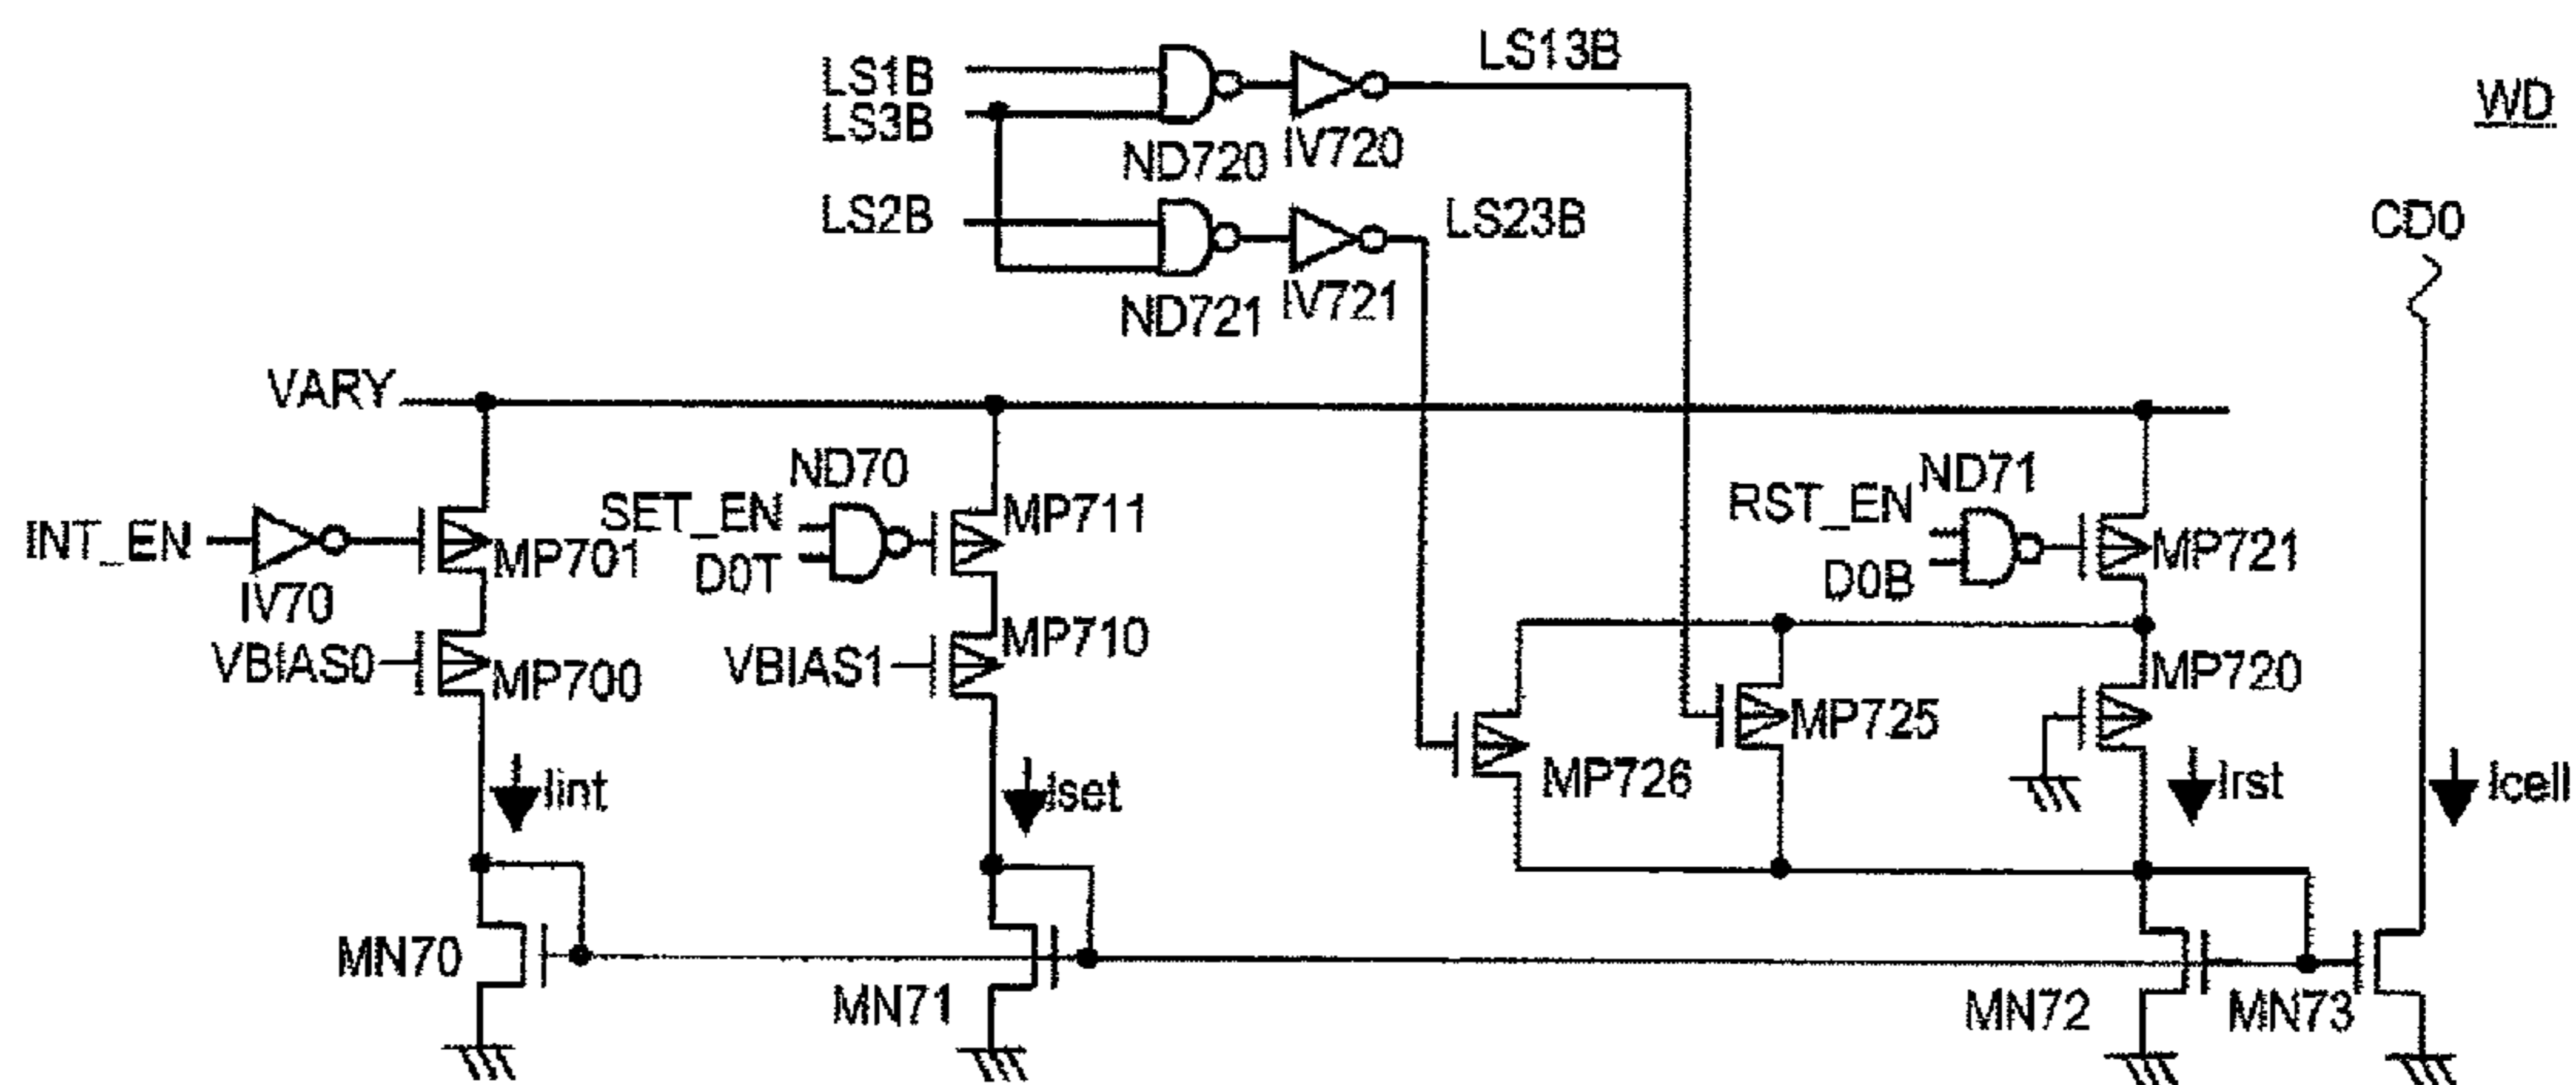 LS1B
LS3B
LS13B
WD
ND720
IV720
LS2B
LS23B
CD0
ND721
IV721
VARY
ND70
ND71
SET_EN
MP711
RST_EN
INT_EN
MP701
D0T
D0B
MP721
IV70
VBIAS0
MP700
VBIAS1
MP710
MP720
MP725
MP726
Iint
Iset
Irst
Icell
MN70
MN71
MN72
MN73